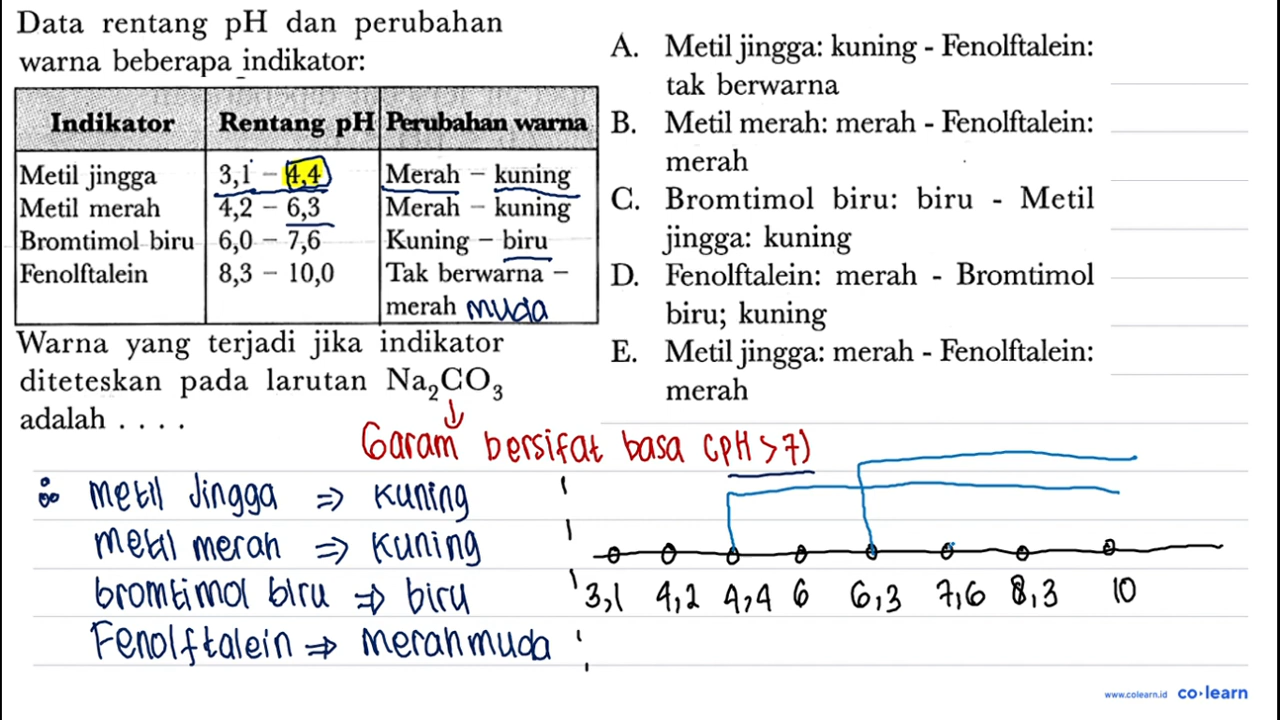 Data rentang pH dan perubahan
warna beberapa indikator:
Indikator Rentang pH Perubahan warna
Metil jingga 3,1 – 4,4 Merah – kuning
Metil merah 4,2 – 6,3 Merah – kuning
Bromtimol biru 6,0 – 7,6 Kuning – biru
Fenolftalein 8,3 – 10,0 Tak berwarna –
merah muda
Warna yang terjadi jika indikator
diteteskan pada larutan Na₂CO₃
adalah . . . .
A. Metil jingga: kuning - Fenolftalein:
tak berwarna
B. Metil merah: merah - Fenolftalein:
merah
C. Bromtimol biru: biru - Metil
jingga: kuning
D. Fenolftalein: merah - Bromtimol
biru; kuning
E. Metil jingga: merah - Fenolftalein:
merah
Garam bersifat basa (pH > 7)
∴ metil Jingga => Kuning
metil merah => Kuning
bromtimol biru => biru
Fenolftalein => merah muda
3,1 4,2 4,4 6 6,3 7,6 8,3 10
www.colearn.id co·learn